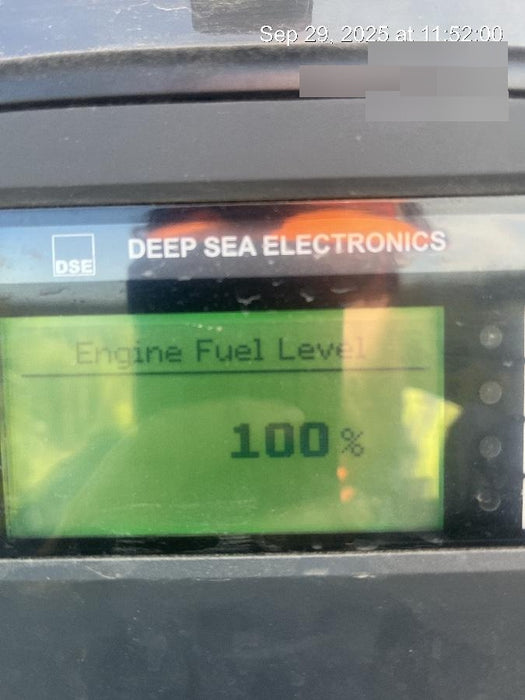 Sep 29, 2025 at 11:52:00
DSE
DEEP SEA ELECTRONICS
Engine Fuel Level
100 %